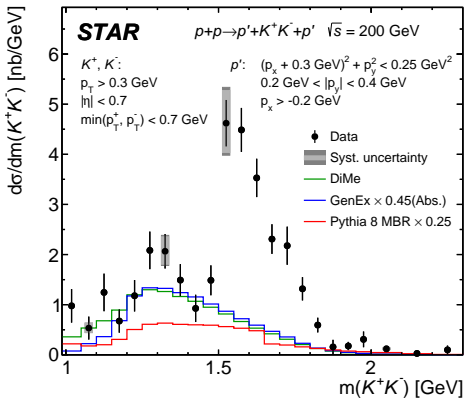 STAR
p+p→p'+K⁺K⁻+p' √s = 200 GeV
K⁺, K⁻:
p_T > 0.3 GeV
|η| < 0.7
min(p_T⁺, p_T⁻) < 0.7 GeV
p': (p_x + 0.3 GeV)² + p_y² < 0.25 GeV²
0.2 GeV < |p_y| < 0.4 GeV
p_x > -0.2 GeV
Data
Syst. uncertainty
DiMe
GenEx × 0.45(Abs.)
Pythia 8 MBR × 0.25
dσ/dm(K⁺K⁻) [nb/GeV]
6
5
4
3
2
1
0
1
1.5
2
m(K⁺K⁻) [GeV]